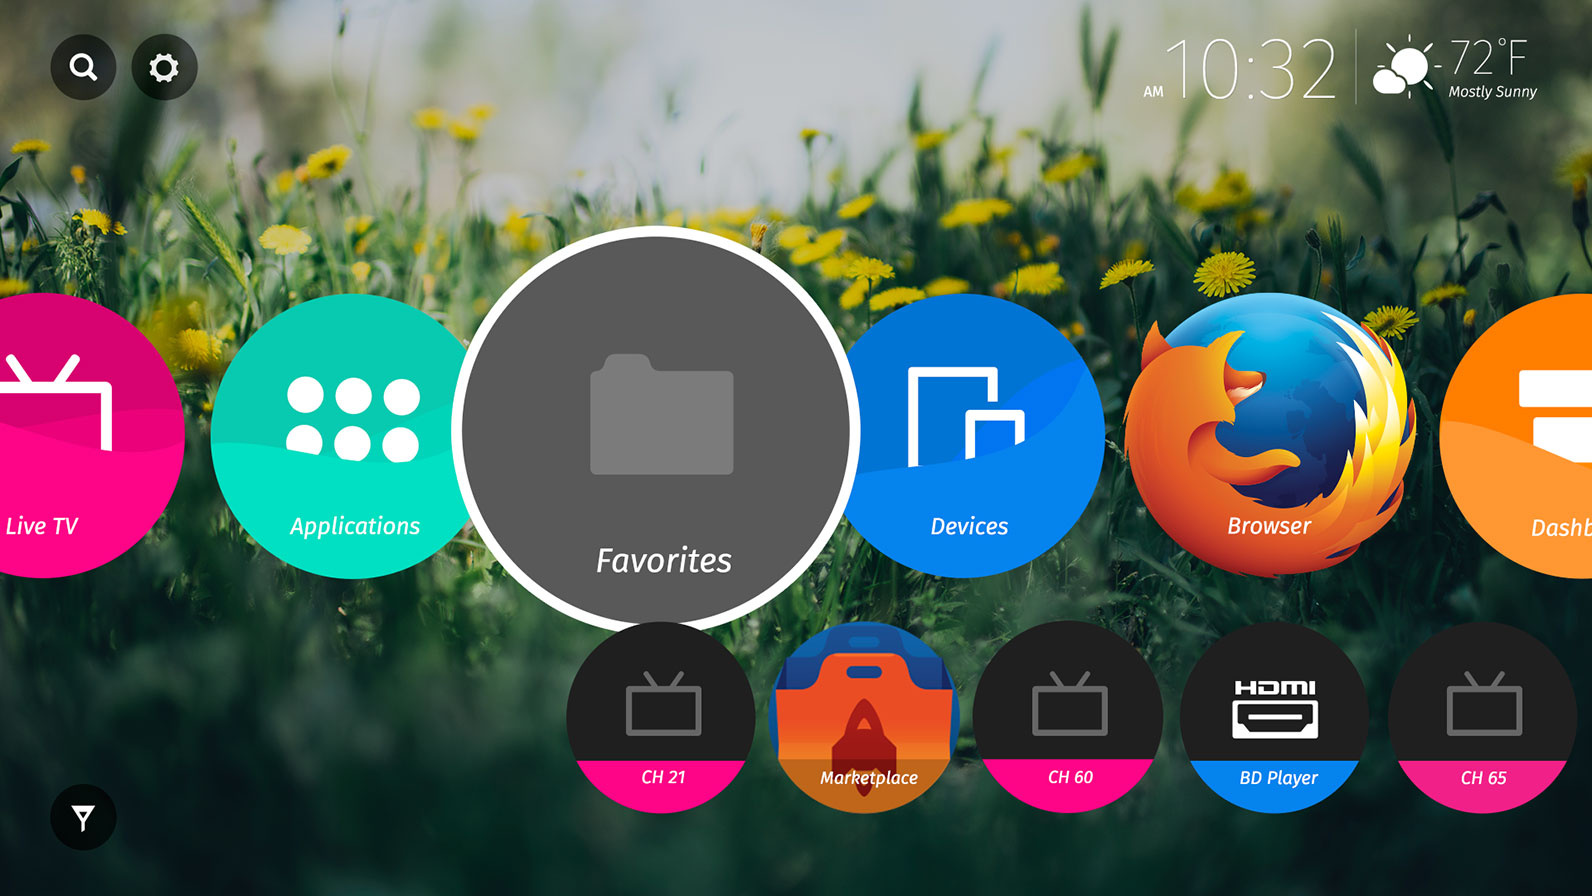 AM 10:32
72°F
Mostly Sunny
Live TV
Applications
Favorites
Devices
Browser
Dashb
HDMI
CH 21
Marketplace
CH 60
BD Player
CH 65